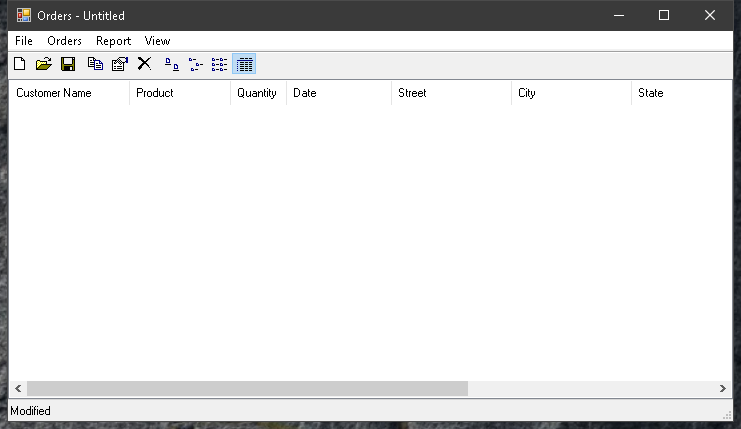 Orders - Untitled
File Orders Report View
Customer Name Product Quantity Date Street City State
Modified